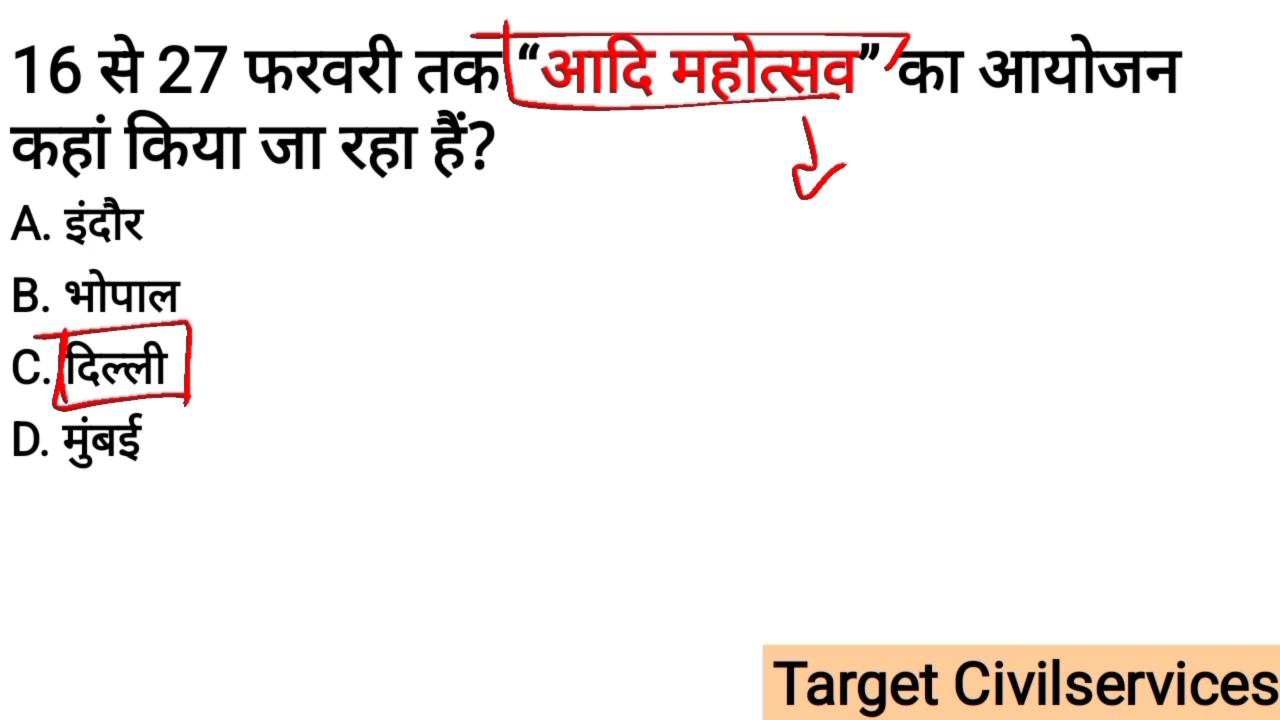 16 से 27 फरवरी तक “आदि महोत्सव” का आयोजन
कहां किया जा रहा हैं?
A. इंदौर
B. भोपाल
C. दिल्ली
D. मुंबई
Target Civilservices